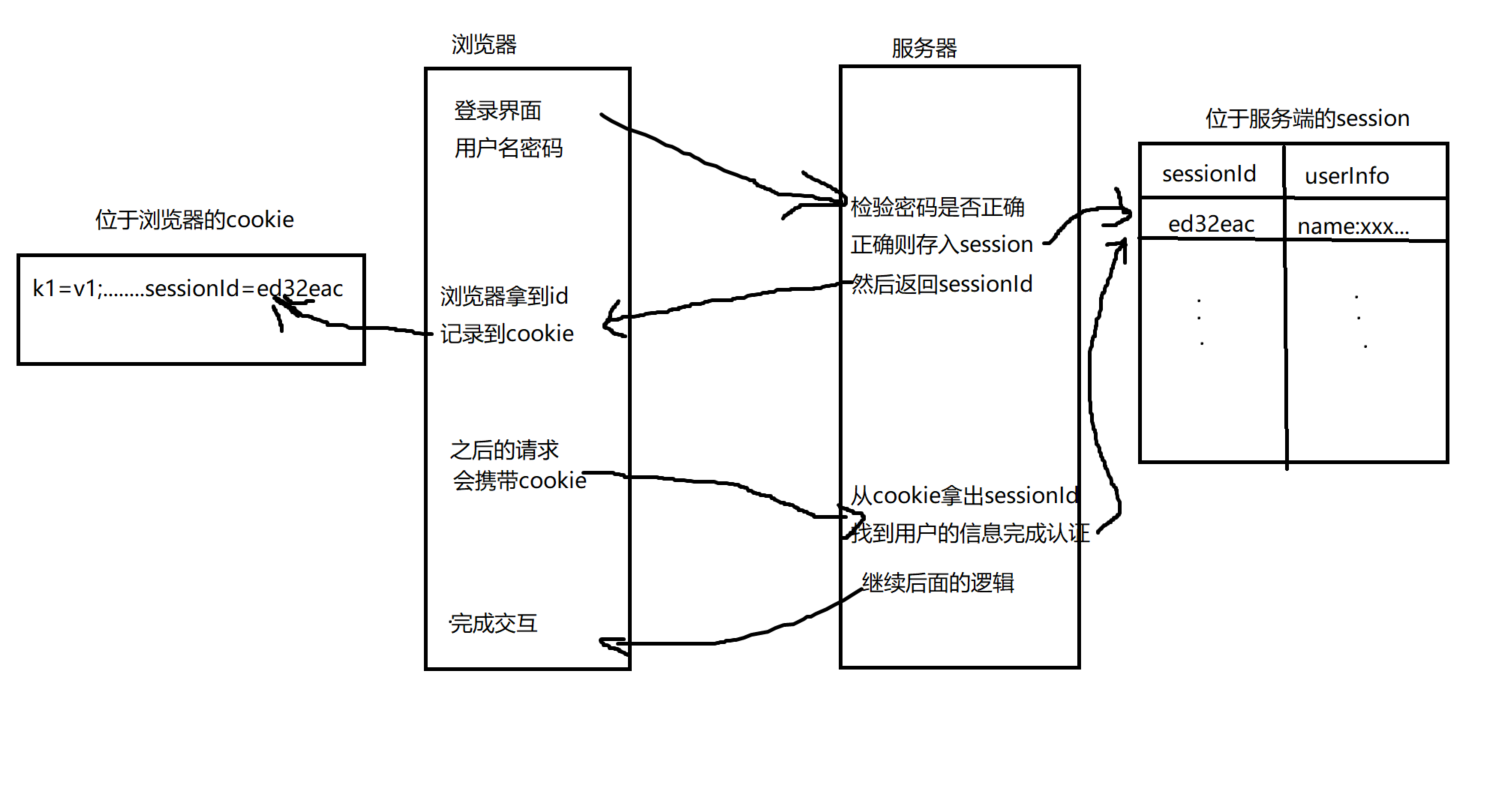 浏览器
服务器
登录界面
用户名密码
位于服务端的session
sessionId
userInfo
ed32eac
name:xxx...
检验密码是否正确
正确则存入session
然后返回sessionId
位于浏览器的cookie
k1=v1;........sessionId=ed32eac
浏览器拿到id
记录到cookie
之后的请求
会携带cookie
从cookie拿出sessionId
找到用户的信息完成认证
继续后面的逻辑
完成交互